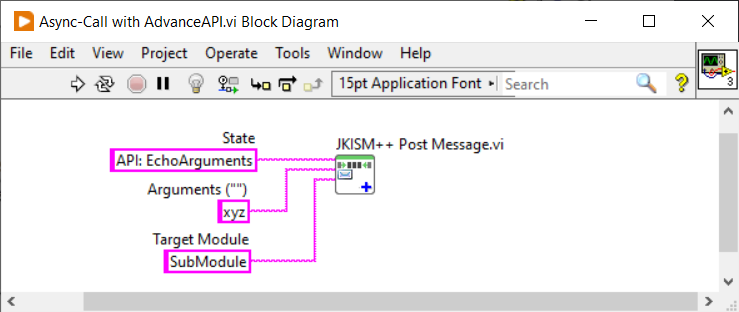 Async-Call with AdvanceAPI.vi Block Diagram
File Edit View Project Operate Tools Window Help
15pt Application Font Search ?
3
State
API: EchoArguments
JKISM++ Post Message.vi
Arguments ("")
xyz
Target Module
SubModule